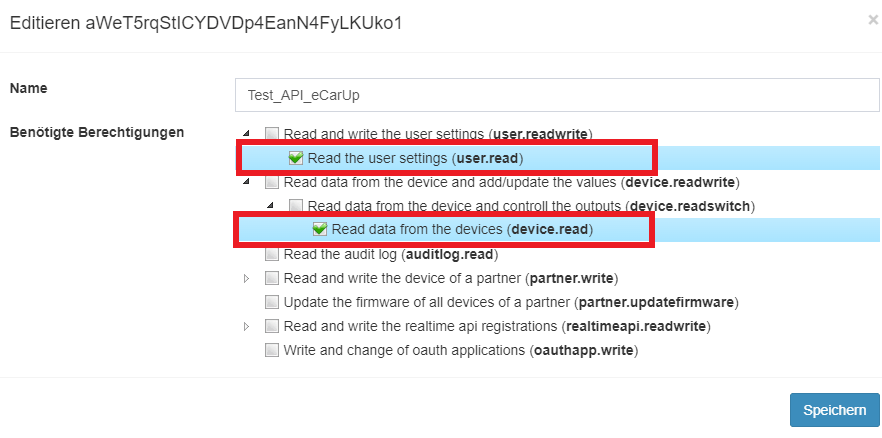 Editieren aWeT5rqStICYDVDp4EanN4FyLKUko1
×
Name
Test_API_eCarUp
Benötigte Berechtigungen
Read and write the user settings (user.readwrite)
Read the user settings (user.read)
Read data from the device and add/update the values (device.readwrite)
Read data from the device and controll the outputs (device.readswitch)
Read data from the devices (device.read)
Read the audit log (auditlog.read)
Read and write the device of a partner (partner.write)
Update the firmware of all devices of a partner (partner.updatefirmware)
Read and write the realtime api registrations (realtimeapi.readwrite)
Write and change of oauth applications (oauthapp.write)
Speichern